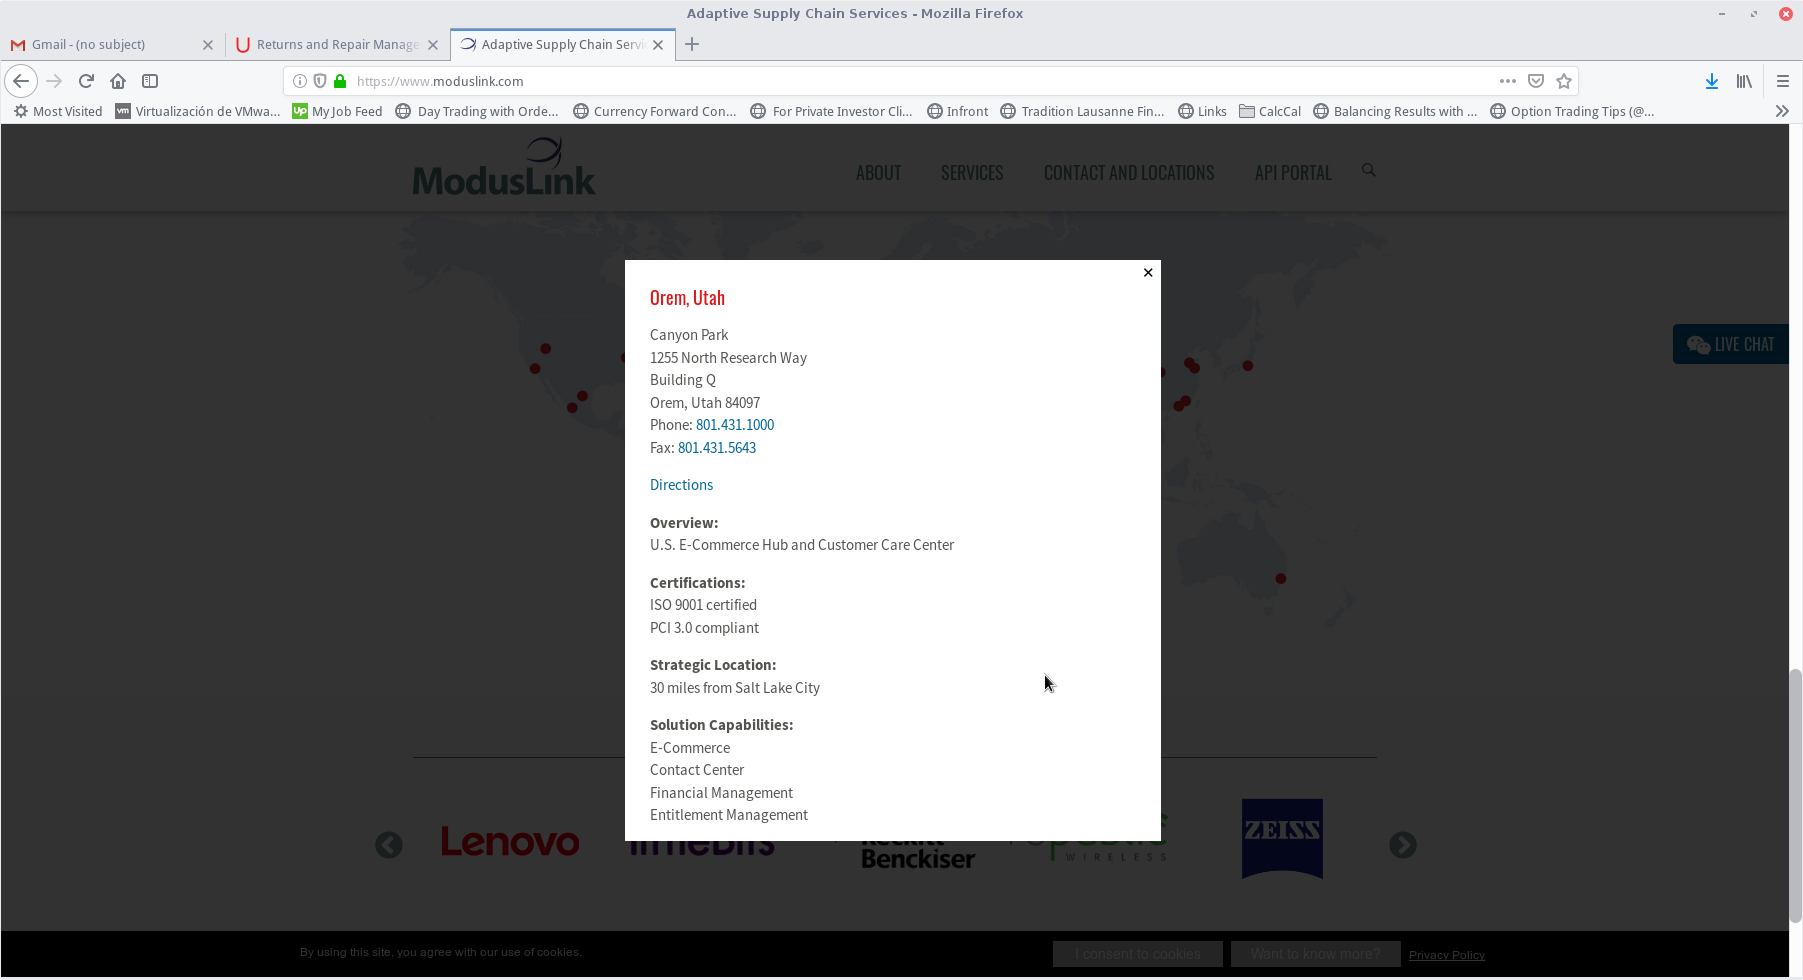 Adaptive Supply Chain Services - Mozilla Firefox
Gmail - (no subject)
Returns and Repair Manage
Adaptive Supply Chain Servi
https://www.moduslink.com
Most Visited
vm Virtualización de VMwa...
Up My Job Feed
Day Trading with Orde...
Currency Forward Con...
For Private Investor Cli...
Infront
Tradition Lausanne Fin...
Links
CalcCal
Balancing Results with ...
Option Trading Tips (@...
ModusLink
ABOUT
SERVICES
CONTACT AND LOCATIONS
API PORTAL
LIVE CHAT
Orem, Utah
Canyon Park
1255 North Research Way
Building Q
Orem, Utah 84097
Phone: 801.431.1000
Fax: 801.431.5643
Directions
Overview:
U.S. E-Commerce Hub and Customer Care Center
Certifications:
ISO 9001 certified
PCI 3.0 compliant
Strategic Location:
30 miles from Salt Lake City
Solution Capabilities:
E-Commerce
Contact Center
Financial Management
Entitlement Management
Lenovo
Benckiser
WIRELESS
ZEISS
By using this site, you agree with our use of cookies.
I consent to cookies
Want to know more?
Privacy Policy